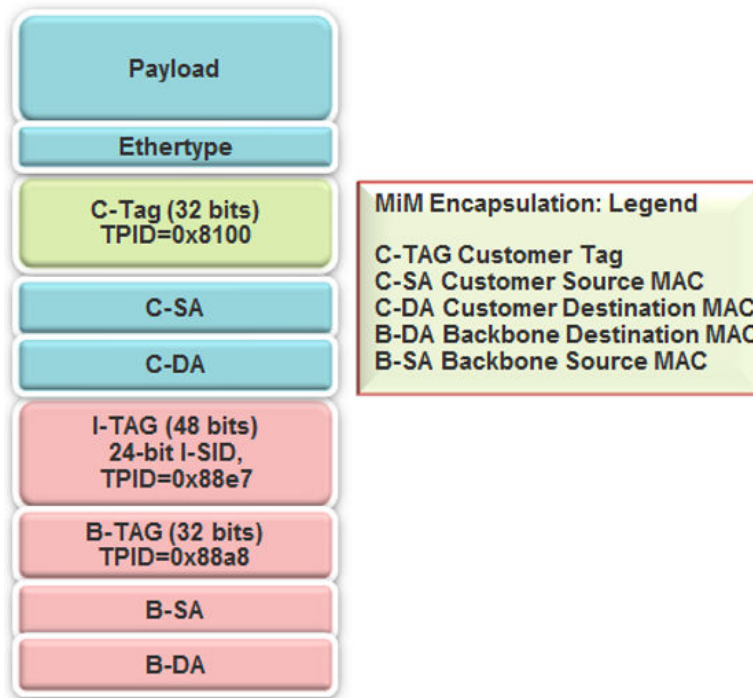 Payload
Ethertype
C-Tag (32 bits)
TPID=0x8100
C-SA
C-DA
I-TAG (48 bits)
24-bit I-SID,
TPID=0x88e7
B-TAG (32 bits)
TPID=0x88a8
B-SA
B-DA
MiM Encapsulation: Legend
C-TAG Customer Tag
C-SA Customer Source MAC
C-DA Customer Destination MAC
B-DA Backbone Destination MAC
B-SA Backbone Source MAC